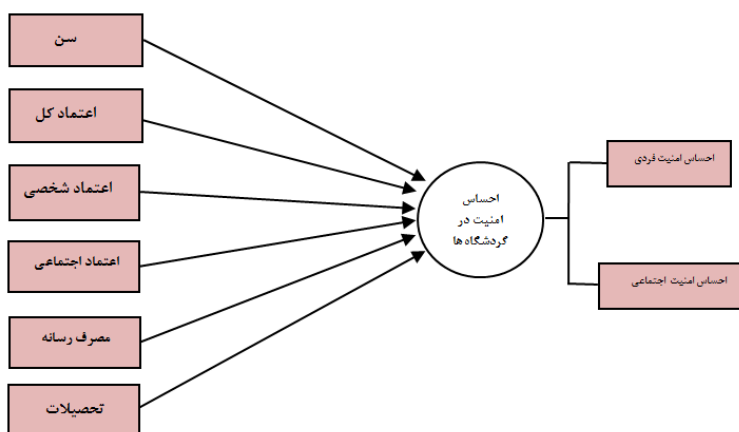 سن
اعتماد کل
اعتماد شخصی
اعتماد اجتماعی
مصرف رسانه
تحصیلات
احساس
امنیت در
گردشگاه ها
احساس امنیت فردی
احساس امنیت اجتماعی